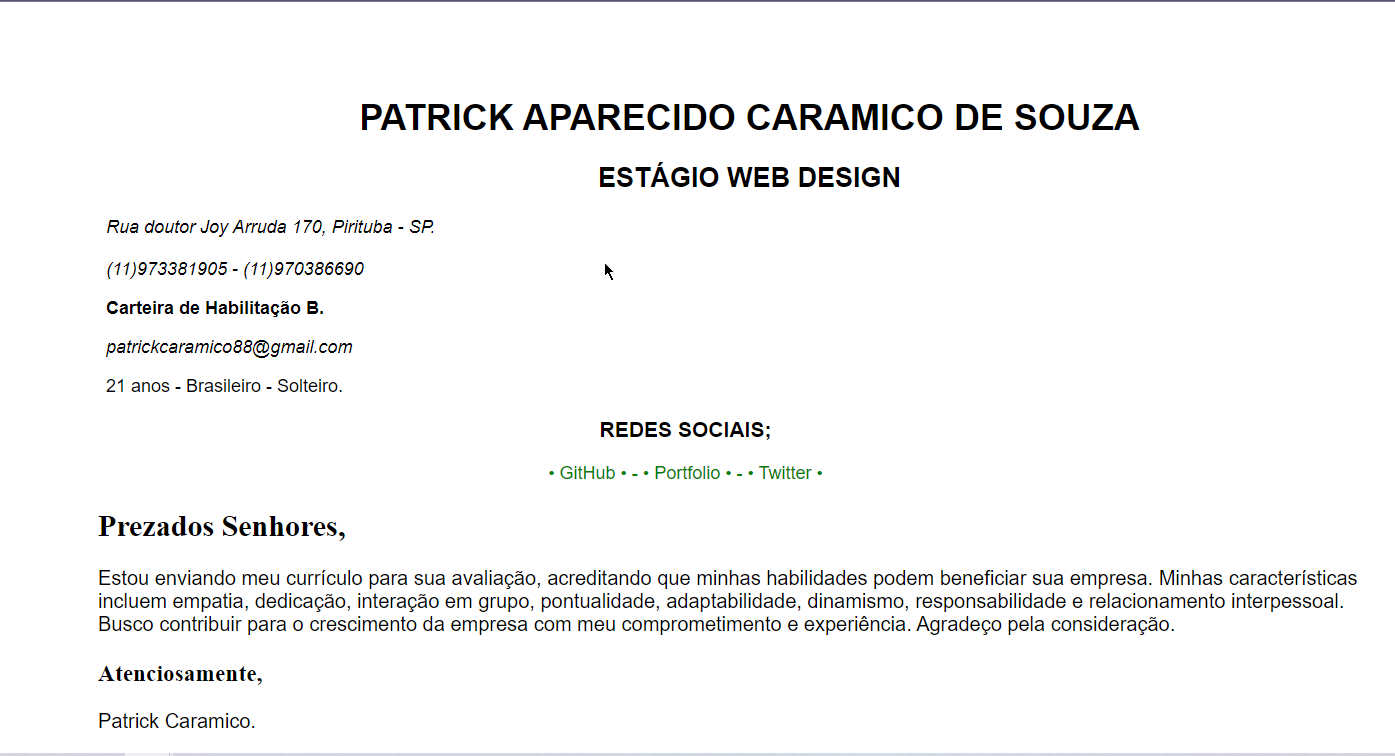 PATRICK APARECIDO CARAMICO DE SOUZA
ESTÁGIO WEB DESIGN
Rua doutor Joy Arruda 170, Pirituba - SP.
(11)973381905 - (11)970386690
Carteira de Habilitação B.
patrickcaramico88@gmail.com
21 anos - Brasileiro - Solteiro.
REDES SOCIAIS;
• GitHub • - • Portfolio • - • Twitter •
Prezados Senhores,
Estou enviando meu currículo para sua avaliação, acreditando que minhas habilidades podem beneficiar sua empresa. Minhas características
incluem empatia, dedicação, interação em grupo, pontualidade, adaptabilidade, dinamismo, responsabilidade e relacionamento interpessoal.
Busco contribuir para o crescimento da empresa com meu comprometimento e experiência. Agradeço pela consideração.
Atenciosamente,
Patrick Caramico.